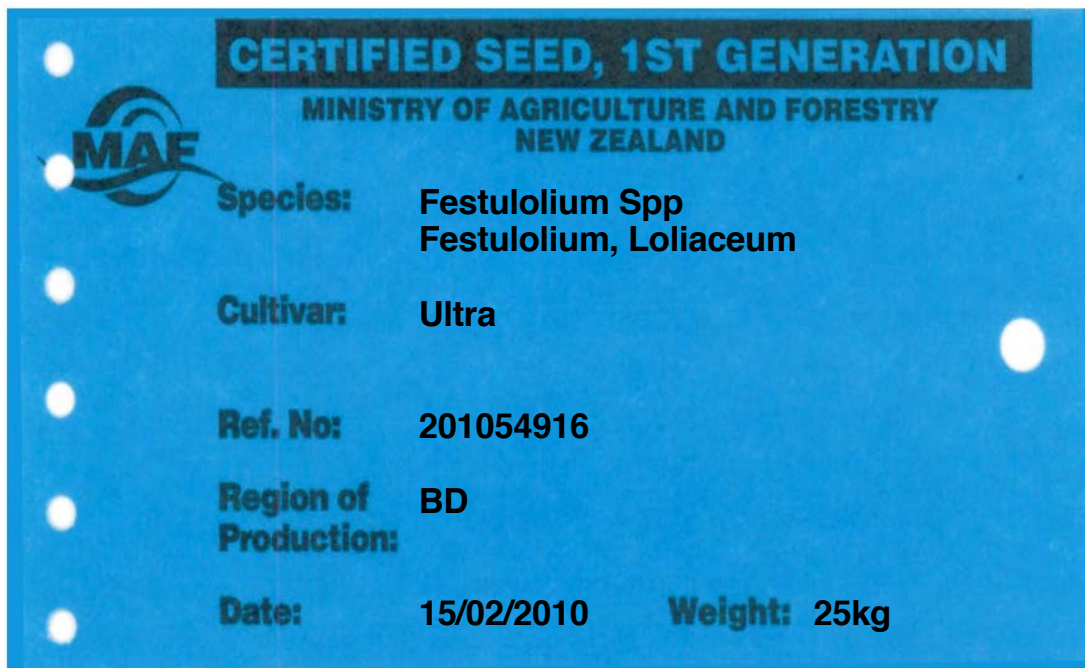 CERTIFIED SEED, 1ST GENERATION
MINISTRY OF AGRICULTURE AND FORESTRY
NEW ZEALAND
MAF
Species: Festulolium Spp
Festulolium, Loliaceum
Cultivar: Ultra
Ref. No: 201054916
Region of Production: BD
Date: 15/02/2010 Weight: 25kg